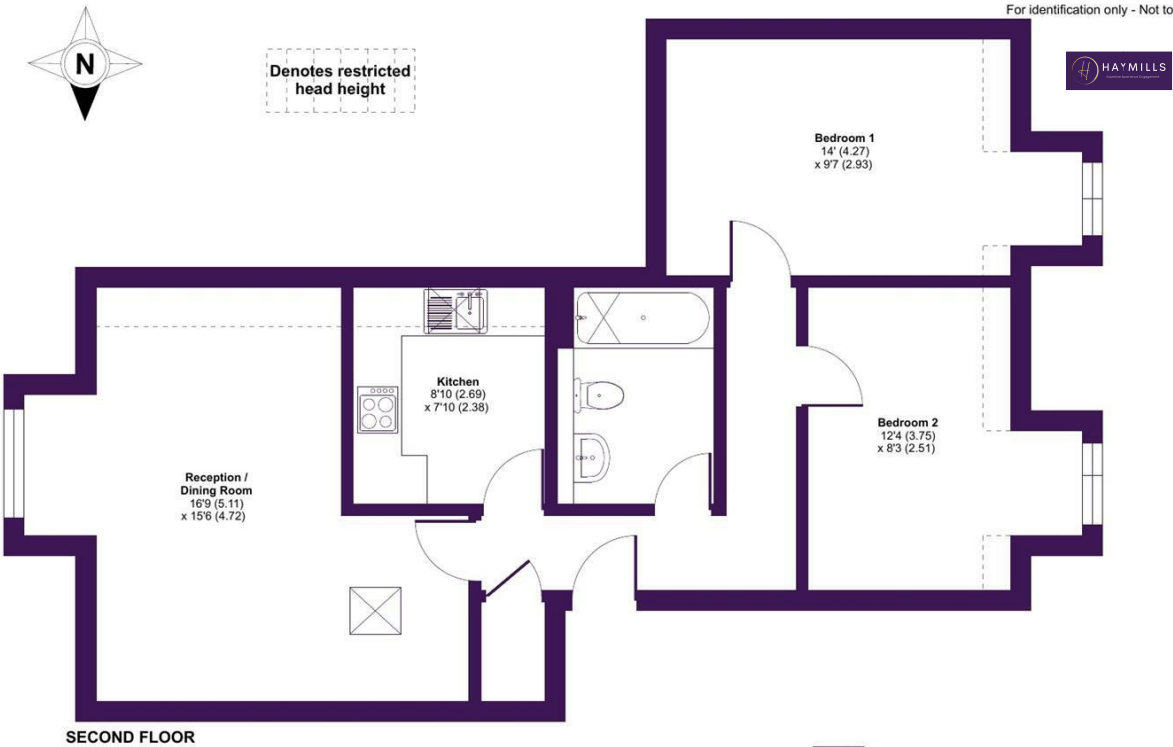 For identification only - Not to
N
Denotes restricted
head height
HAYMILLS
Bedroom 1
14' (4.27)
x 9'7 (2.93)
Kitchen
8'10 (2.69)
x 7'10 (2.38)
Bedroom 2
12'4 (3.75)
x 8'3 (2.51)
Reception /
Dining Room
16'9 (5.11)
x 15'6 (4.72)
SECOND FLOOR